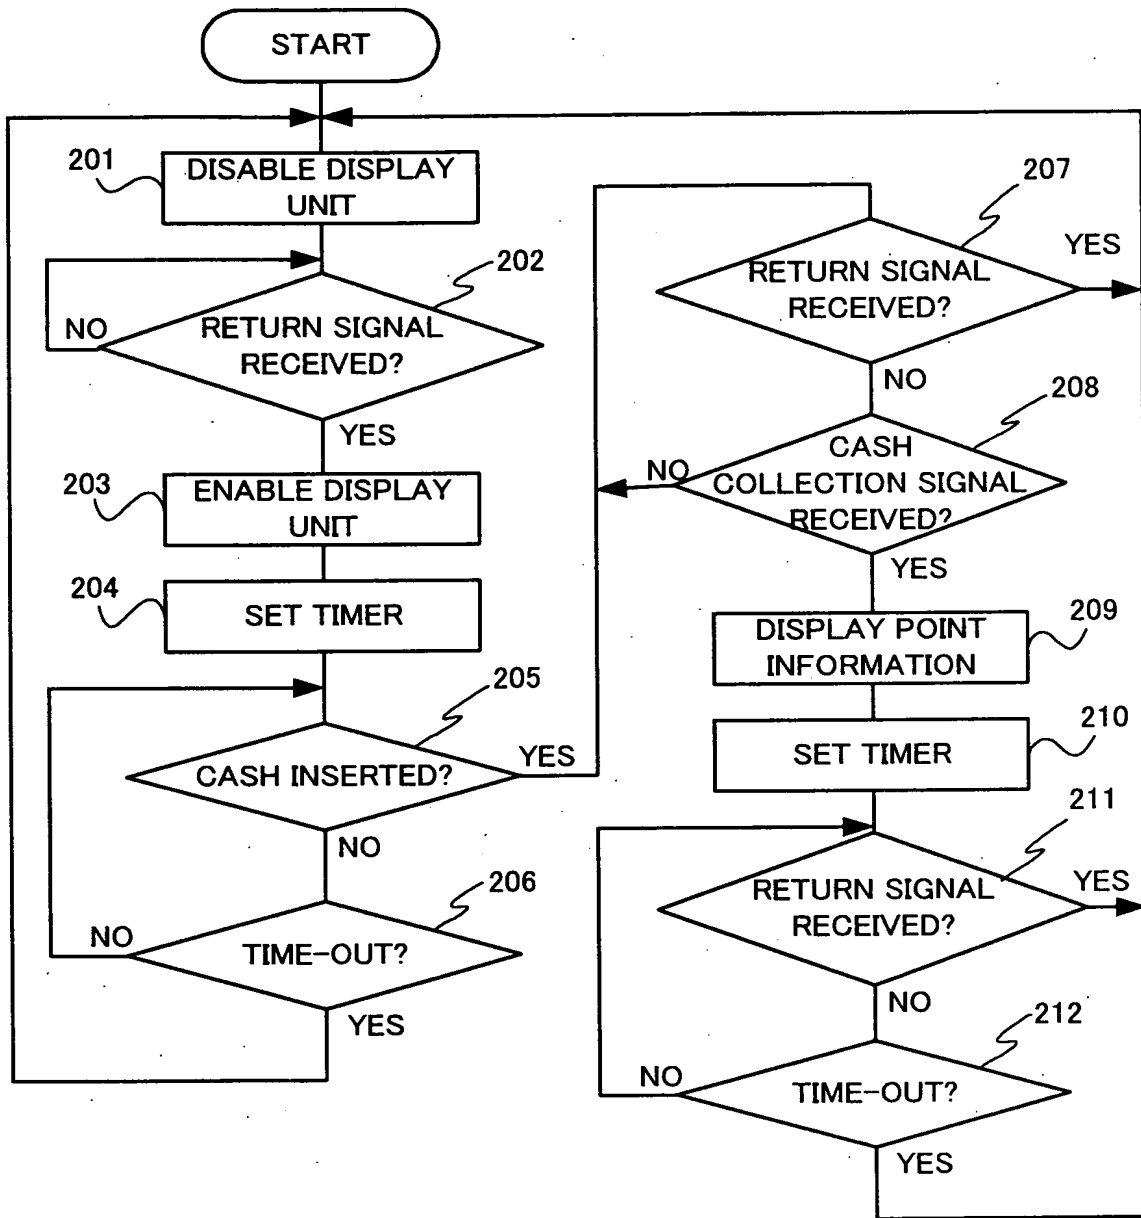 START
201
DISABLE DISPLAY
UNIT
202
RETURN SIGNAL
RECEIVED?
NO
YES
203
ENABLE DISPLAY
UNIT
204
SET TIMER
205
CASH INSERTED?
YES
NO
206
TIME-OUT?
NO
YES
207
RETURN SIGNAL
RECEIVED?
YES
NO
208
CASH
COLLECTION SIGNAL
RECEIVED?
NO
YES
209
DISPLAY POINT
INFORMATION
210
SET TIMER
211
RETURN SIGNAL
RECEIVED?
YES
NO
212
TIME-OUT?
NO
YES